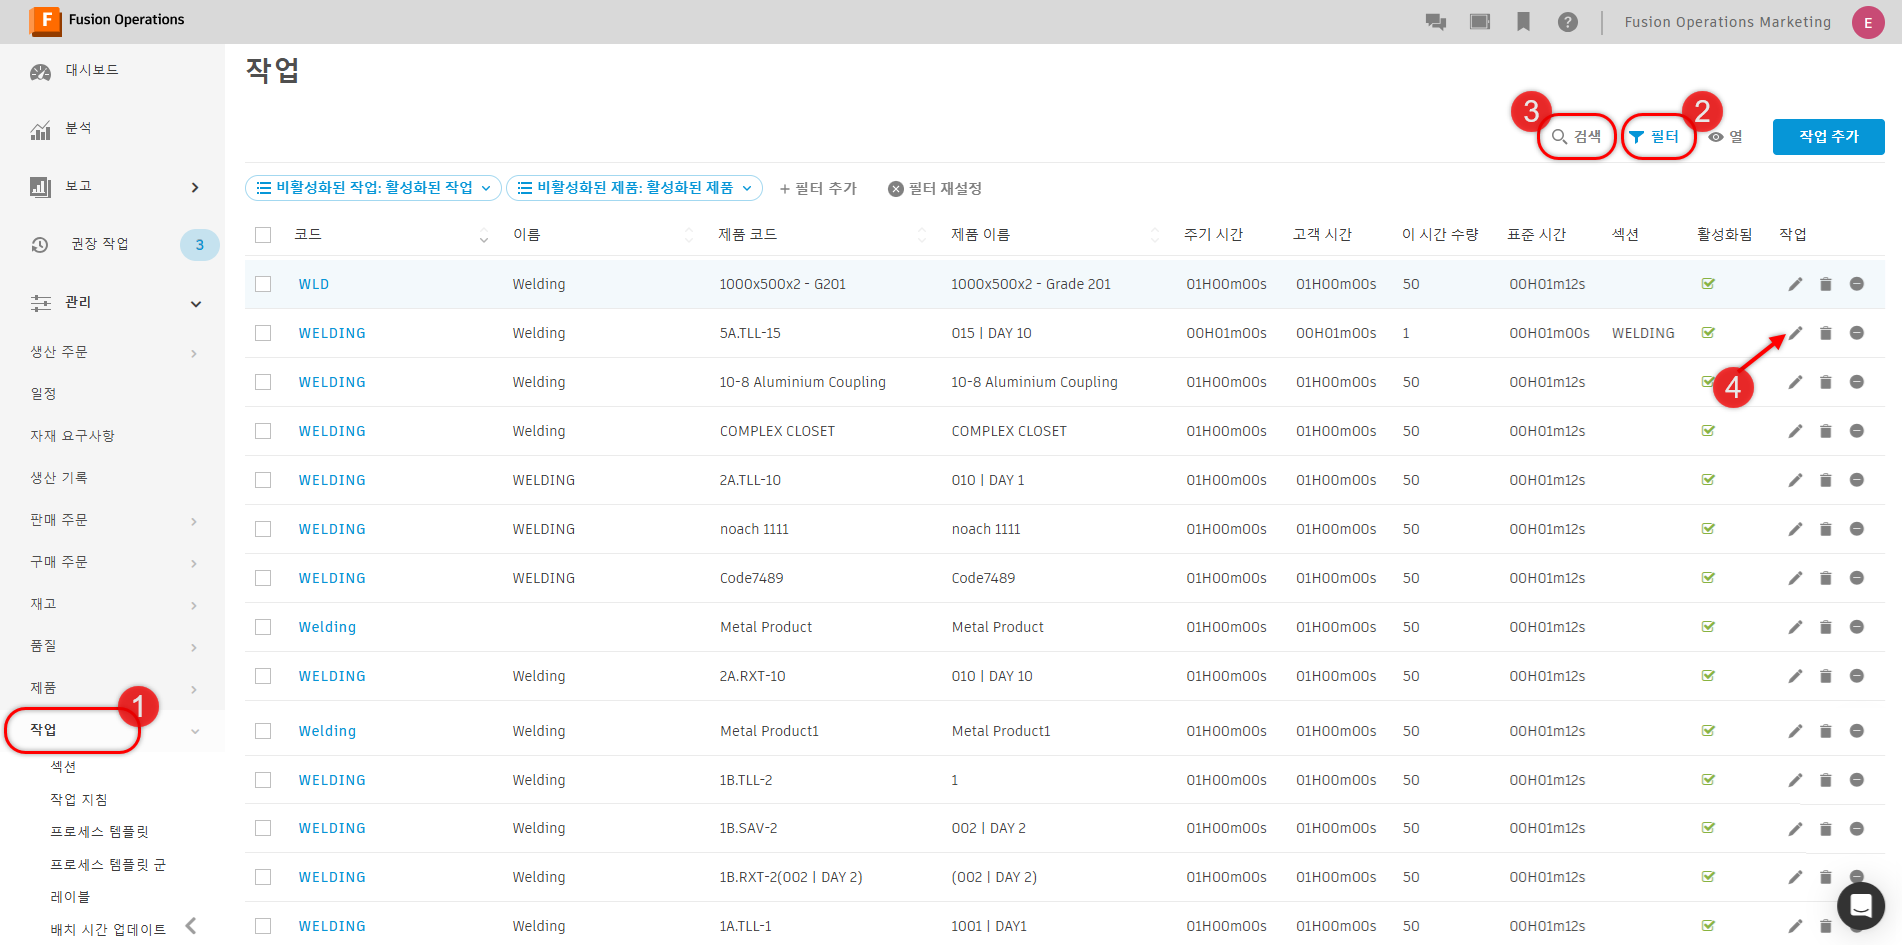 F Fusion Operations
Fusion Operations Marketing E
대시보드
분석
보고
권장 작업 3
관리
생산 주문
일정
자재 요구사항
생산 기록
판매 주문
구매 주문
재고
품질
제품
작업 1
섹션
작업 지침
프로세스 템플릿
프로세스 템플릿 군
레이블
배치 시간 업데이트
작업
3 검색 필터 2 열 작업 추가
비활성화된 작업: 활성화된 작업 비활성화된 제품: 활성화된 제품 + 필터 추가 필터 재설정
코드 이름 제품 코드 제품 이름 주기 시간 고객 시간 이 시간 수량 표준 시간 섹션 활성화됨 작업
WLD Welding 1000x500x2 - G201 1000x500x2 - Grade 201 01H00m00s 01H00m00s 50 00H01m12s
WELDING Welding 5A.TLL-15 015 | DAY 10 00H01m00s 00H01m00s 1 00H01m00s WELDING
WELDING Welding 10-8 Aluminium Coupling 10-8 Aluminium Coupling 01H00m00s 01H00m00s 50 00H01m12s 4
WELDING Welding COMPLEX CLOSET COMPLEX CLOSET 01H00m00s 01H00m00s 50 00H01m12s
WELDING WELDING 2A.TLL-10 010 | DAY 1 01H00m00s 01H00m00s 50 00H01m12s
WELDING WELDING noach 1111 noach 1111 01H00m00s 01H00m00s 50 00H01m12s
WELDING WELDING Code7489 Code7489 01H00m00s 01H00m00s 50 00H01m12s
Welding Metal Product Metal Product 01H00m00s 01H00m00s 50 00H01m12s
WELDING Welding 2A.RXT-10 010 | DAY 10 01H00m00s 01H00m00s 50 00H01m12s
Welding Welding Metal Product1 Metal Product1 01H00m00s 01H00m00s 50 00H01m12s
WELDING Welding 1B.TLL-2 1 01H00m00s 01H00m00s 50 00H01m12s
WELDING Welding 1B.SAV-2 002 | DAY 2 01H00m00s 01H00m00s 50 00H01m12s
WELDING Welding 1B.RXT-2(002 | DAY 2) (002 | DAY 2) 01H00m00s 01H00m00s 50 00H01m12s
WELDING Welding 1A.TLL-1 1001 | DAY1 01H00m00s 01H00m00s 50 00H01m12s